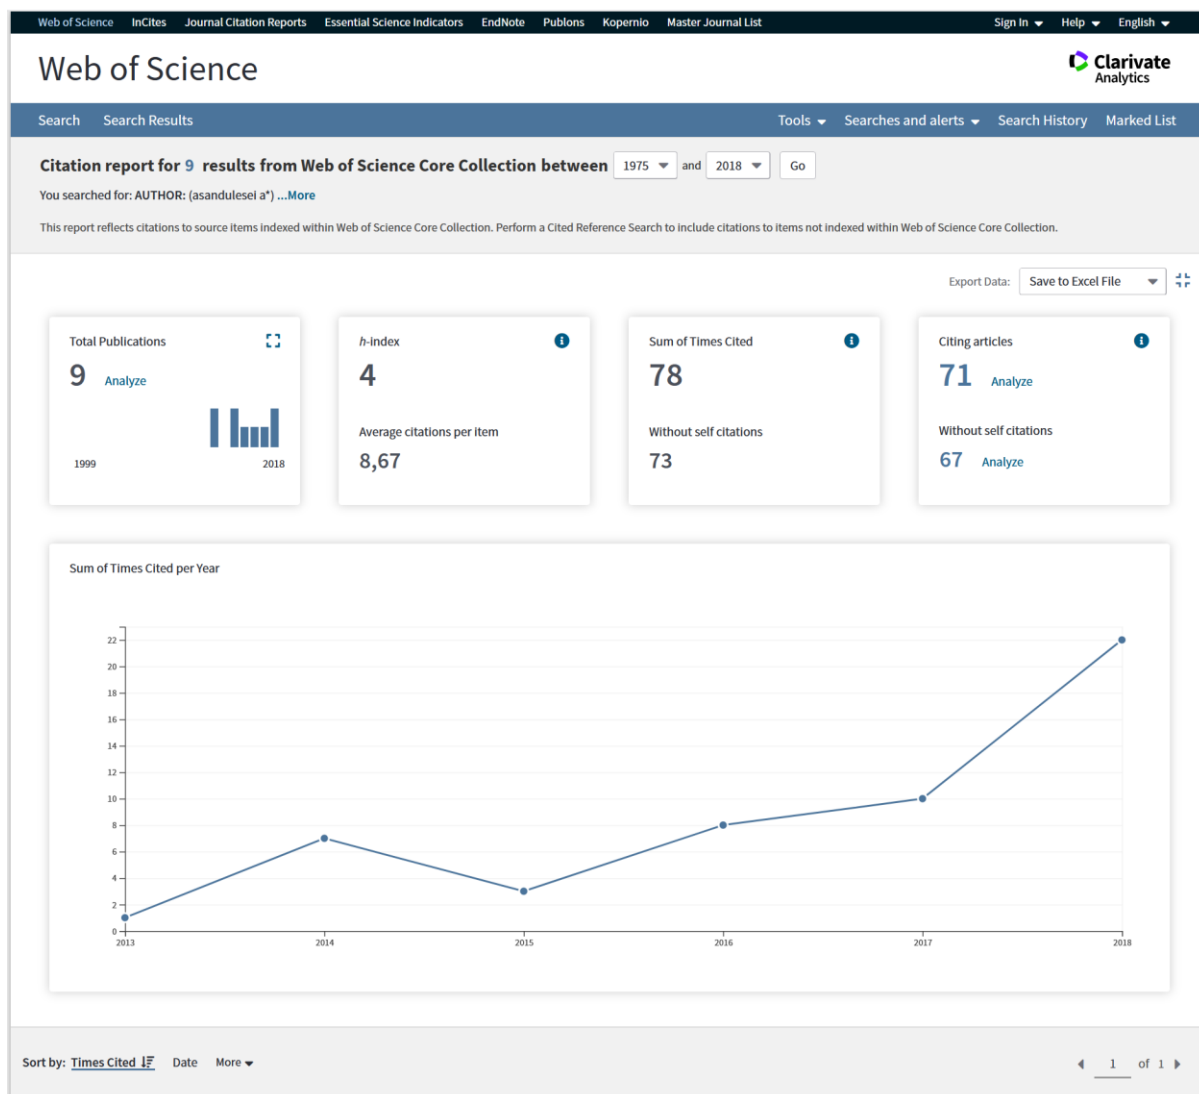 Web of Science InCites Journal Citation Reports Essential Science Indicators EndNote Publons Kopernio Master Journal List Sign In Help English
Web of Science
Clarivate
Analytics
Search Search Results Tools Searches and alerts Search History Marked List
Citation report for 9 results from Web of Science Core Collection between 1975 and 2018 Go
You searched for: AUTHOR: (asandulesei a*) ...More
This report reflects citations to source items indexed within Web of Science Core Collection. Perform a Cited Reference Search to include citations to items not indexed within Web of Science Core Collection.
Export Data: Save to Excel File
Total Publications
9 Analyze
1999 2018
h-index
4
Average citations per item
8,67
Sum of Times Cited
78
Without self citations
73
Citing articles
71 Analyze
Without self citations
67 Analyze
Sum of Times Cited per Year
22
20
18
16
14
12
10
8
6
4
2
0
2013 2014 2015 2016 2017 2018
Sort by: Times Cited Date More 1 of 1